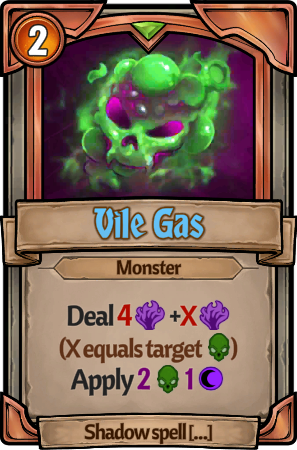 2
Vile Gas
Monster
Deal 4 +X
(X equals target )
Apply 2 1
Shadow spell [...]